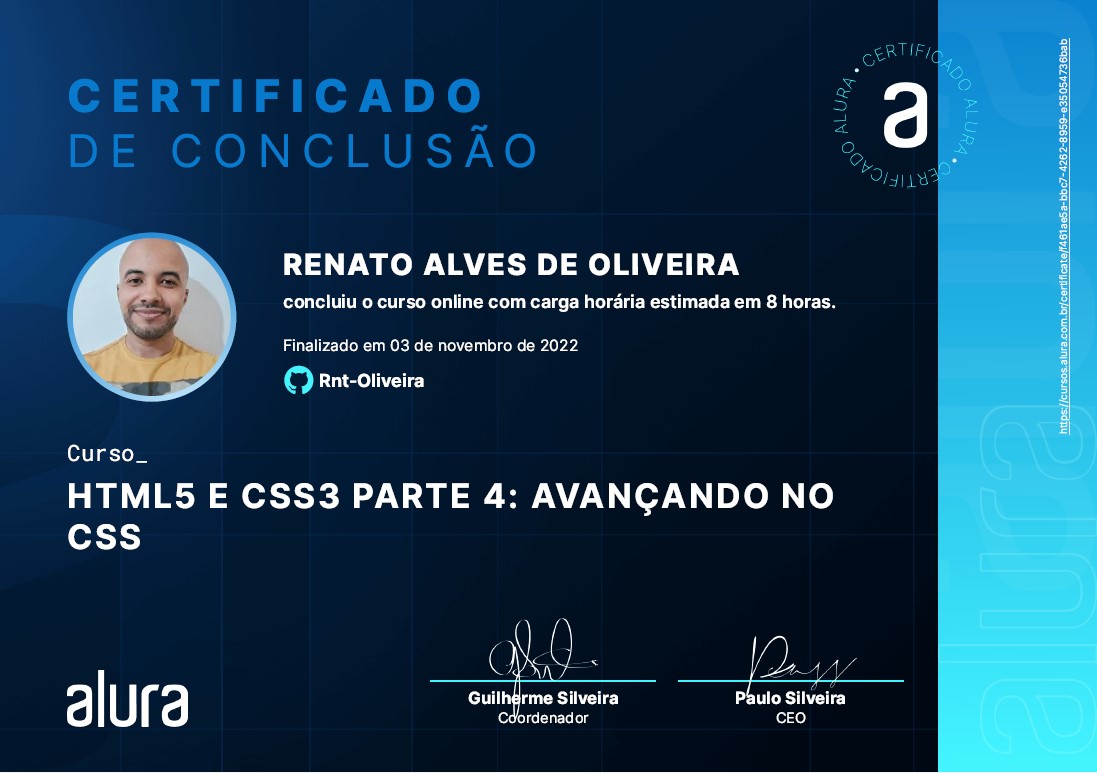 CERTIFICADO
DE CONCLUSÃO
a
CERTIFICADO ALURA • CERTIFICADO ALURA •
RENATO ALVES DE OLIVEIRA
concluiu o curso online com carga horária estimada em 8 horas.
Finalizado em 03 de novembro de 2022
Rnt-Oliveira
Curso_
HTML5 E CSS3 PARTE 4: AVANÇANDO NO
CSS
alura
Guilherme Silveira
Coordenador
Paulo Silveira
CEO
https://cursos.alura.com.br/certificate/f461ae5a-bbc7-4262-8959-e35054736bab
alura